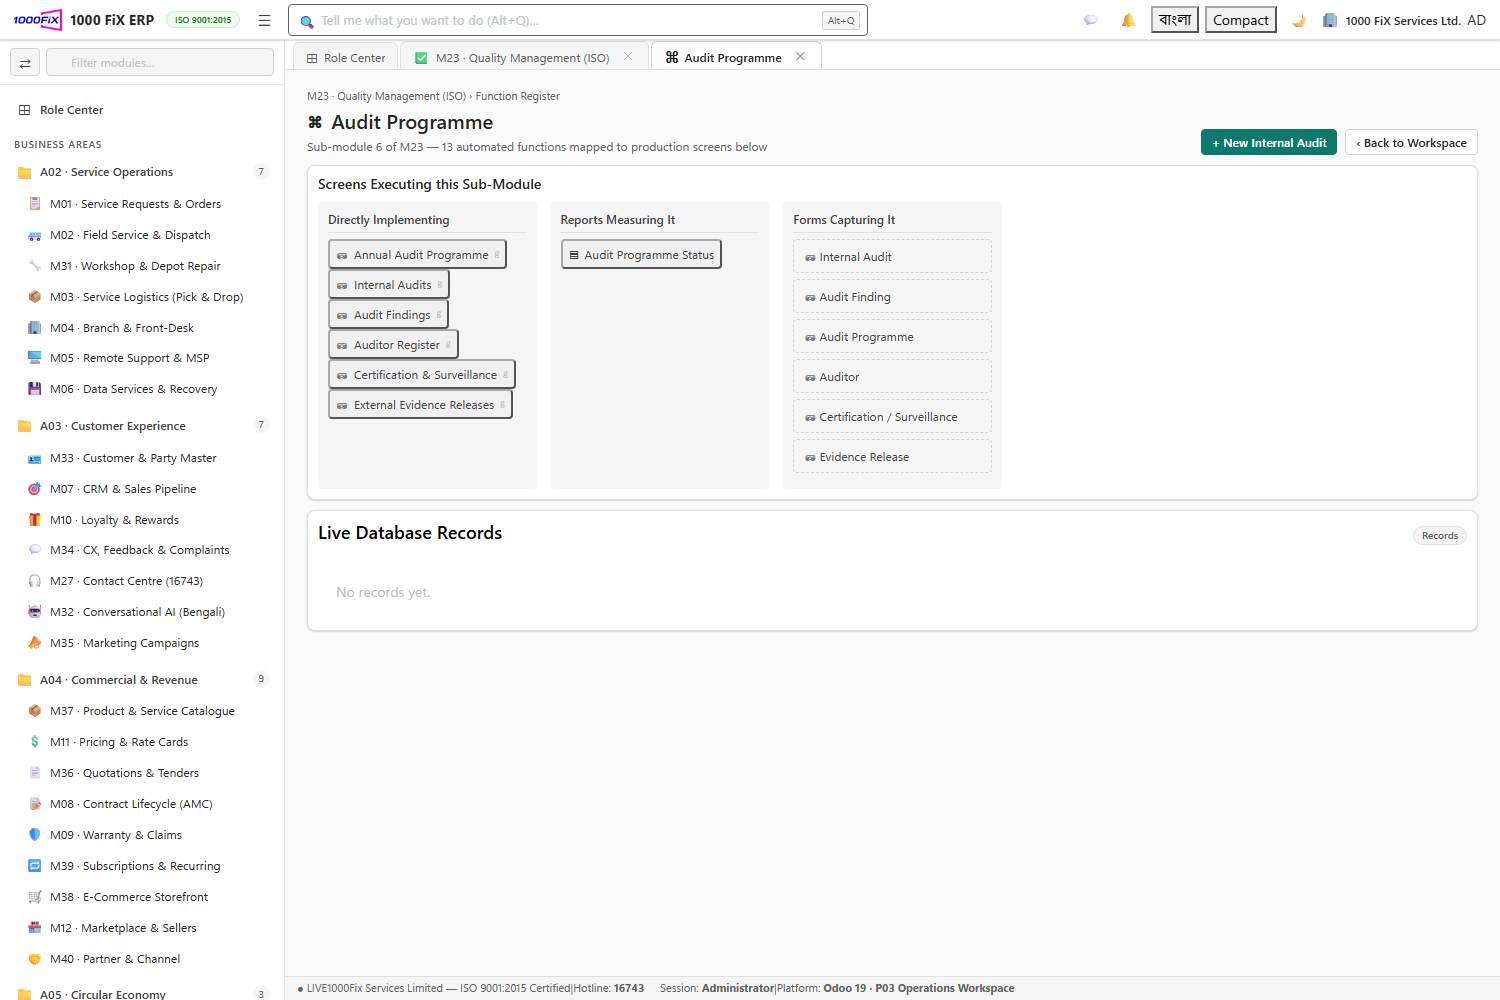 1000FiX 1000 FiX ERP ISO 9001:2015 Tell me what you want to do (Alt+Q)... Alt+Q বাংলা Compact 1000 FiX Services Ltd. AD
Filter modules...
Role Center
BUSINESS AREAS
A02 · Service Operations 7
M01 · Service Requests & Orders
M02 · Field Service & Dispatch
M31 · Workshop & Depot Repair
M03 · Service Logistics (Pick & Drop)
M04 · Branch & Front-Desk
M05 · Remote Support & MSP
M06 · Data Services & Recovery
A03 · Customer Experience 7
M33 · Customer & Party Master
M07 · CRM & Sales Pipeline
M10 · Loyalty & Rewards
M34 · CX, Feedback & Complaints
M27 · Contact Centre (16743)
M32 · Conversational AI (Bengali)
M35 · Marketing Campaigns
A04 · Commercial & Revenue 9
M37 · Product & Service Catalogue
M11 · Pricing & Rate Cards
M36 · Quotations & Tenders
M08 · Contract Lifecycle (AMC)
M09 · Warranty & Claims
M39 · Subscriptions & Recurring
M38 · E-Commerce Storefront
M12 · Marketplace & Sellers
M40 · Partner & Channel
A05 · Circular Economy 3
Role Center M23 · Quality Management (ISO) Audit Programme
M23 · Quality Management (ISO) › Function Register
Audit Programme
Sub-module 6 of M23 — 13 automated functions mapped to production screens below
+ New Internal Audit ‹ Back to Workspace
Screens Executing this Sub-Module
Directly Implementing
Annual Audit Programme
Internal Audits
Audit Findings
Auditor Register
Certification & Surveillance
External Evidence Releases
Reports Measuring It
Audit Programme Status
Forms Capturing It
Internal Audit
Audit Finding
Audit Programme
Auditor
Certification / Surveillance
Evidence Release
Live Database Records Records
No records yet.
● LIVE1000Fix Services Limited — ISO 9001:2015 Certified|Hotline: 16743 Session: Administrator|Platform: Odoo 19 · P03 Operations Workspace